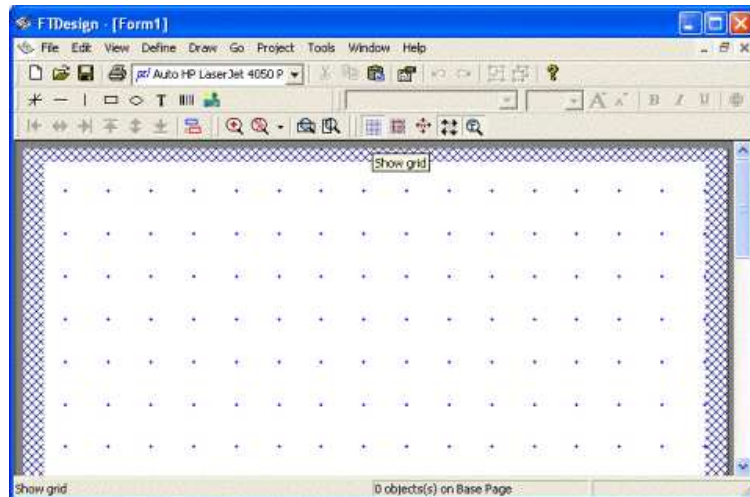 FTDesign - [Form1]
File Edit View Define Draw Go Project Tools Window Help
pcl Auto HP LaserJet 4050 P
T A A B I U
Show grid
Show grid 0 objects(s) on Base Page